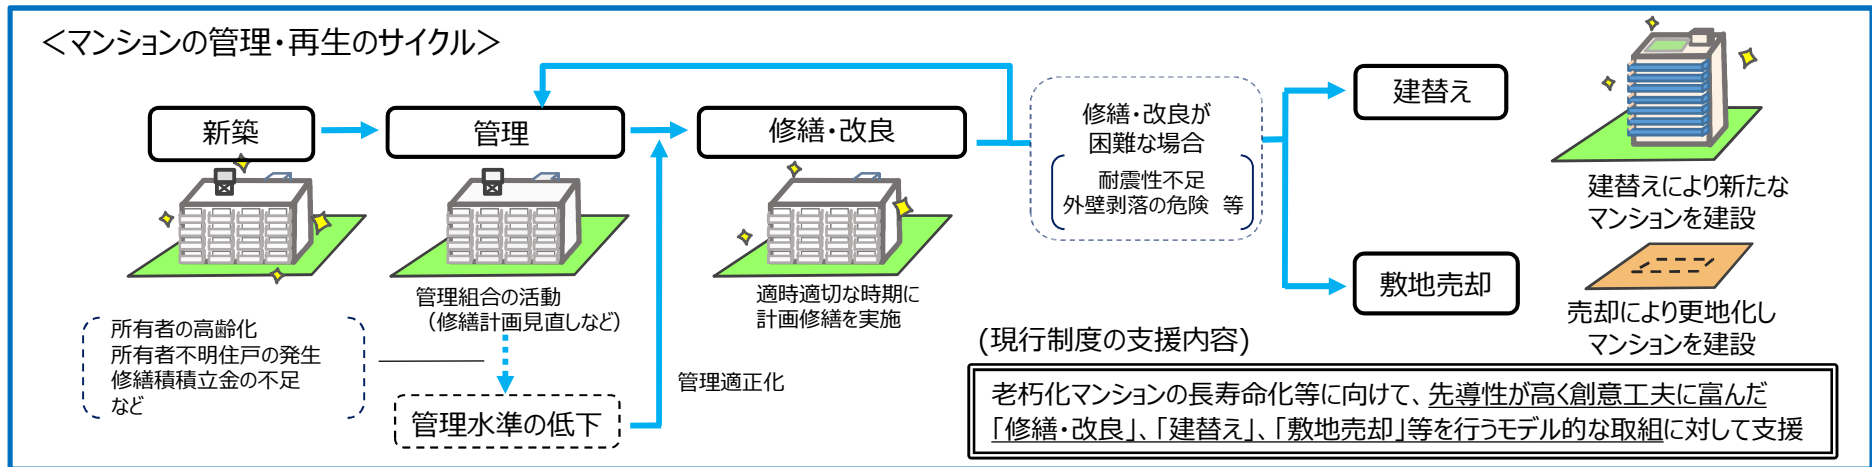 ＜マンションの管理・再生のサイクル＞
新築
管理
修繕・改良
修繕・改良が
困難な場合
耐震性不足
外壁剥落の危険 等
建替え
建替えにより新たな
マンションを建設
敷地売却
売却により更地化し
マンションを建設
管理組合の活動
（修繕計画見直しなど）
適時適切な時期に
計画修繕を実施
所有者の高齢化
所有者不明住戸の発生
修繕積積立金の不足
など
管理水準の低下
管理適正化
(現行制度の支援内容)
老朽化マンションの長寿命化等に向けて、先導性が高く創意工夫に富んだ
「修繕・改良」、「建替え」、「敷地売却」等を行うモデル的な取組に対して支援